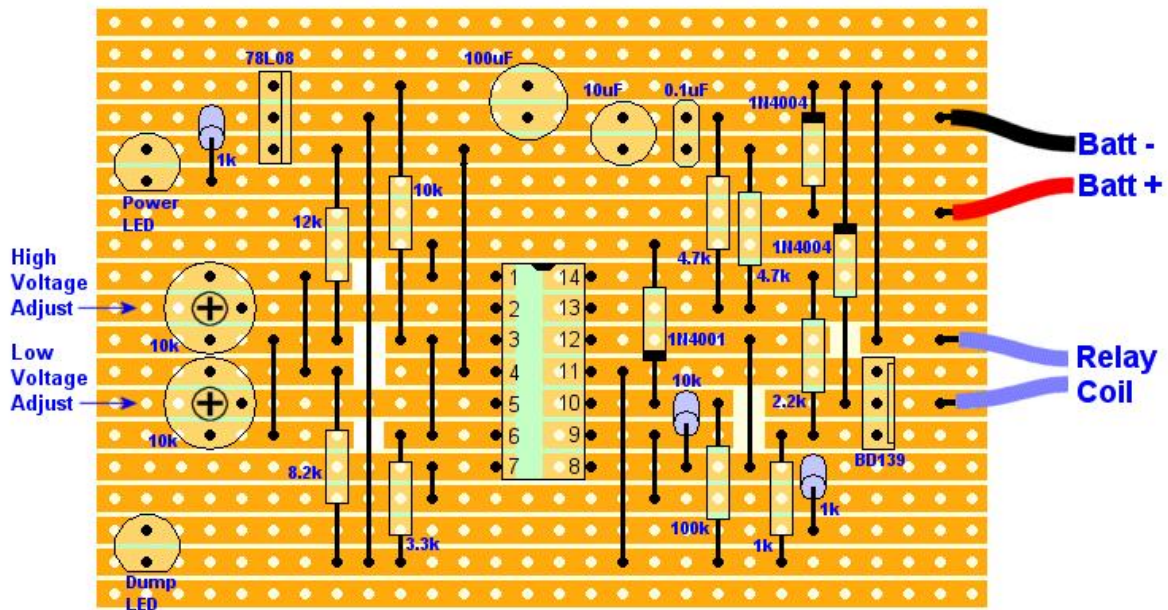 78L08
100uF
10uF
0.1uF
1N4004
1k
Power
LED
12k
10k
Batt -
Batt +
High
Voltage
Adjust
10k
4.7k
4.7k
1N4004
1 14
2 13
3 12
4 11
5 10
6 9
7 8
1N4001
Low
Voltage
Adjust
10k
10k
2.2k
Relay
Coil
BD139
8.2k
3.3k
100k
1k
1k
Dump
LED